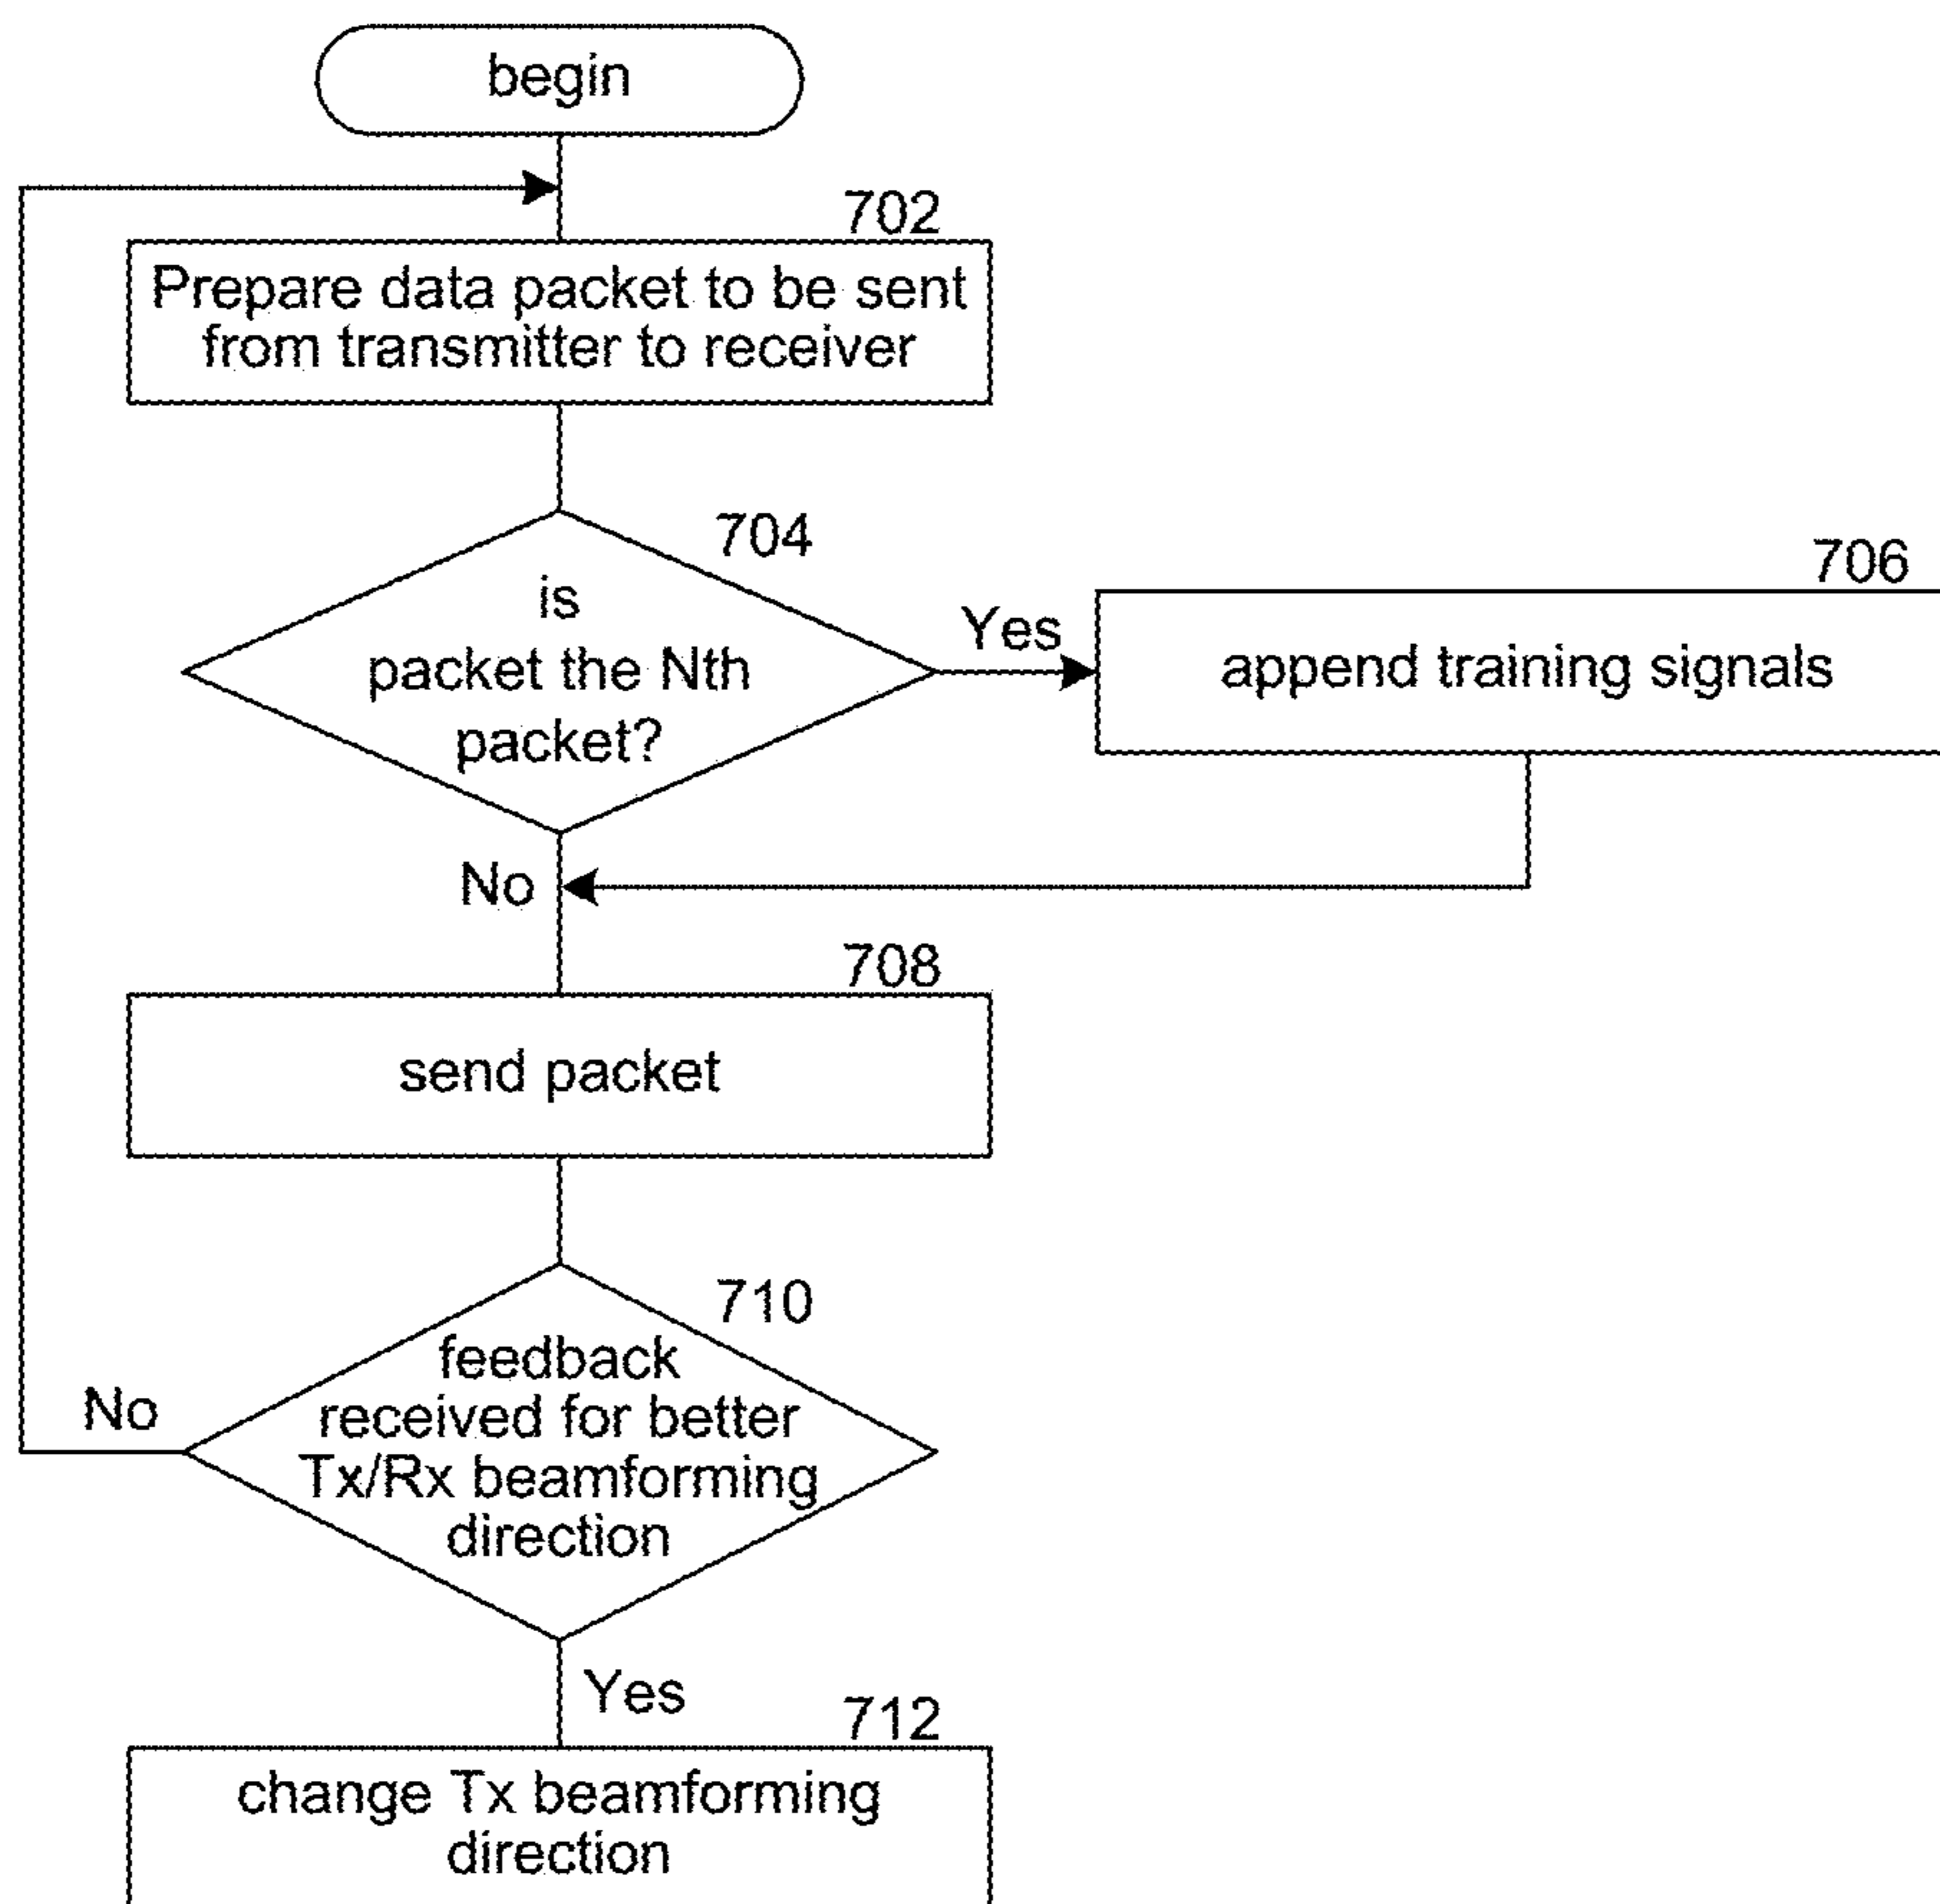 begin
702
Prepare data packet to be sent
from transmitter to receiver
704
is
packet the Nth
packet?
Yes
706
append training signals
No
708
send packet
710
feedback
received for better
Tx/Rx beamforming
direction
No
Yes
712
change Tx beamforming
direction